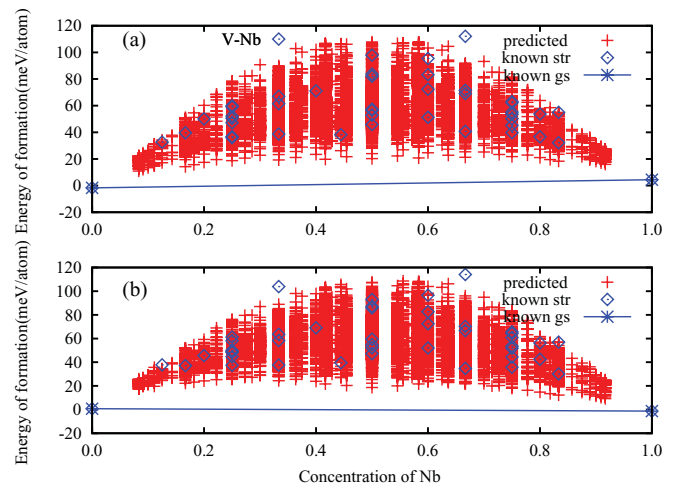 Energy of formation(meV/atom)
120
100
80
60
40
20
0
-20
(a)
V-Nb
predicted
known str
known gs
0.0 0.2 0.4 0.6 0.8 1.0
Energy of formation(meV/atom)
120
100
80
60
40
20
0
-20
(b)
predicted
known str
known gs
0.0 0.2 0.4 0.6 0.8 1.0
Concentration of Nb